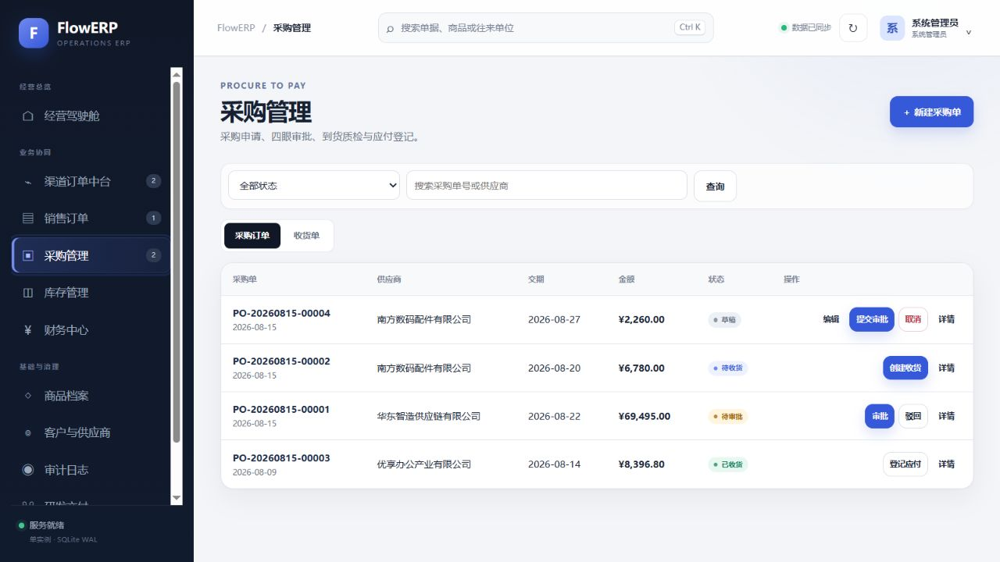 F
FlowERP
OPERATIONS ERP
经营总览
经营驾驶舱
业务协同
渠道订单中台 2
销售订单 1
采购管理 2
库存管理
¥ 财务中心
基础与治理
商品档案
客户与供应商
审计日志
研发交付
服务就绪
单实例 · SQLite WAL
FlowERP / 采购管理
搜索单据、商品或往来单位 Ctrl K
数据已同步
系
系统管理员
系统管理员
PROCURE TO PAY
采购管理
采购申请、四眼审批、到货质检与应付登记。
+ 新建采购单
全部状态 搜索采购单号或供应商 查询
采购订单 收货单
采购单 供应商 交期 金额 状态 操作
PO-20260815-00004
2026-08-15
南方数码配件有限公司 2026-08-27 ¥2,260.00 草稿 编辑 提交审批 取消 详情
PO-20260815-00002
2026-08-15
南方数码配件有限公司 2026-08-20 ¥6,780.00 待收货 创建收货 详情
PO-20260815-00001
2026-08-15
华东智造供应链有限公司 2026-08-22 ¥69,495.00 待审批 审批 驳回 详情
PO-20260815-00003
2026-08-09
优享办公产业有限公司 2026-08-14 ¥8,396.80 已收货 登记应付 详情